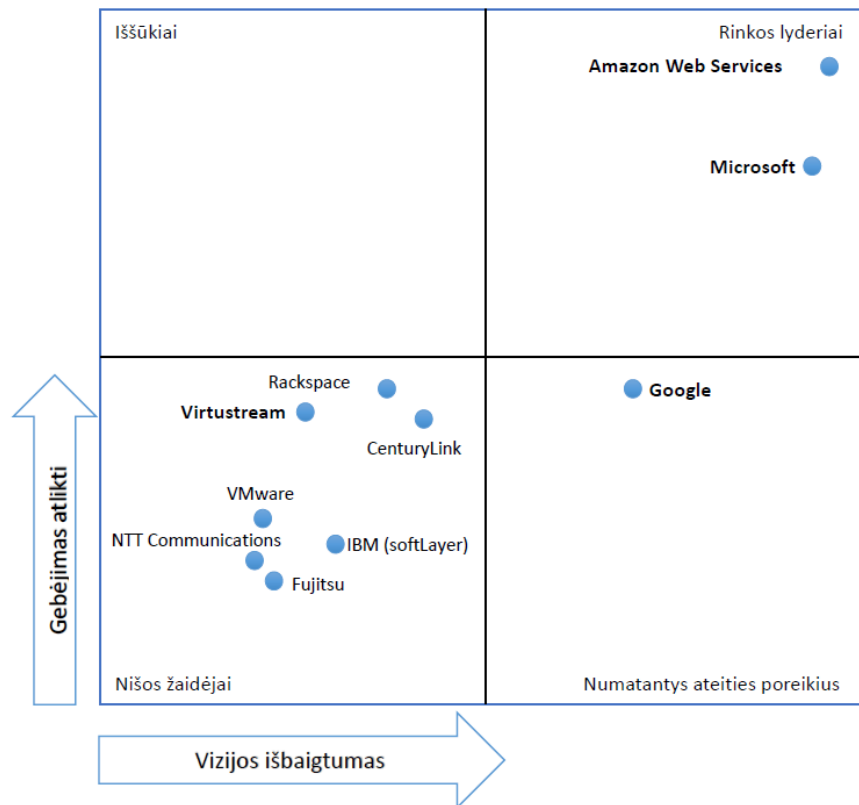 Iššūkiai
Rinkos lyderiai
Amazon Web Services
Microsoft
Rackspace
Virtustream
CenturyLink
Google
VMware
NTT Communications
IBM (softLayer)
Fujitsu
Nišos žaidėjai
Numatantys ateities poreikius
Gebėjimas atlikti
Vizijos išbaigtumas